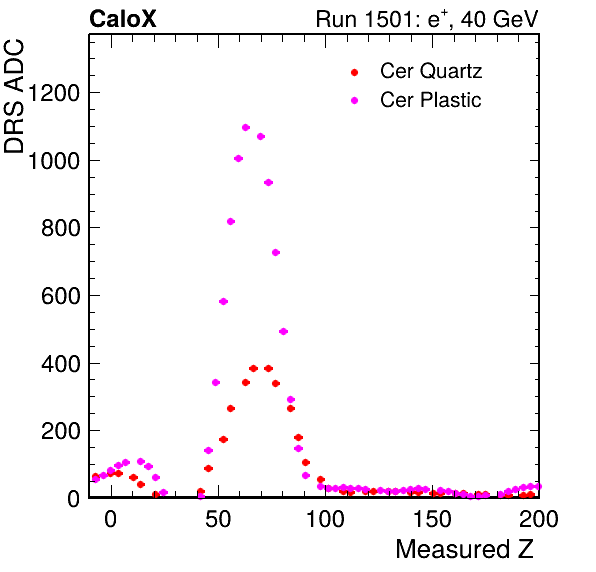 CaloX Run 1501: e⁺, 40 GeV
DRS ADC
Cer Quartz
Cer Plastic
1200
1000
800
600
400
200
0
0 50 100 150 200
Measured Z